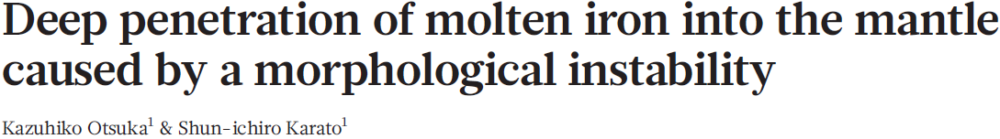 Deep penetration of molten iron into the mantle
caused by a morphological instability
Kazuhiko Otsuka¹ & Shun-ichiro Karato¹